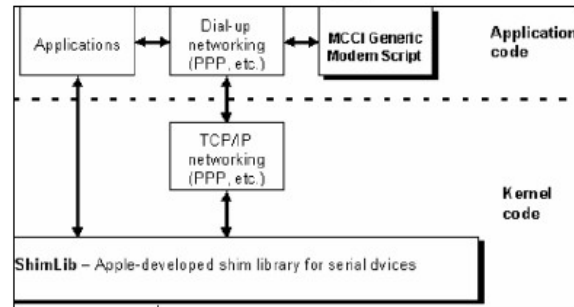 Applications
Dial-up
networking
(PPP, etc.)
MCCI Generic
Modem Script
Application
code
TCP/IP
networking
(PPP, etc.)
Kernel
code
ShimLib – Apple-developed shim library for serial dvices